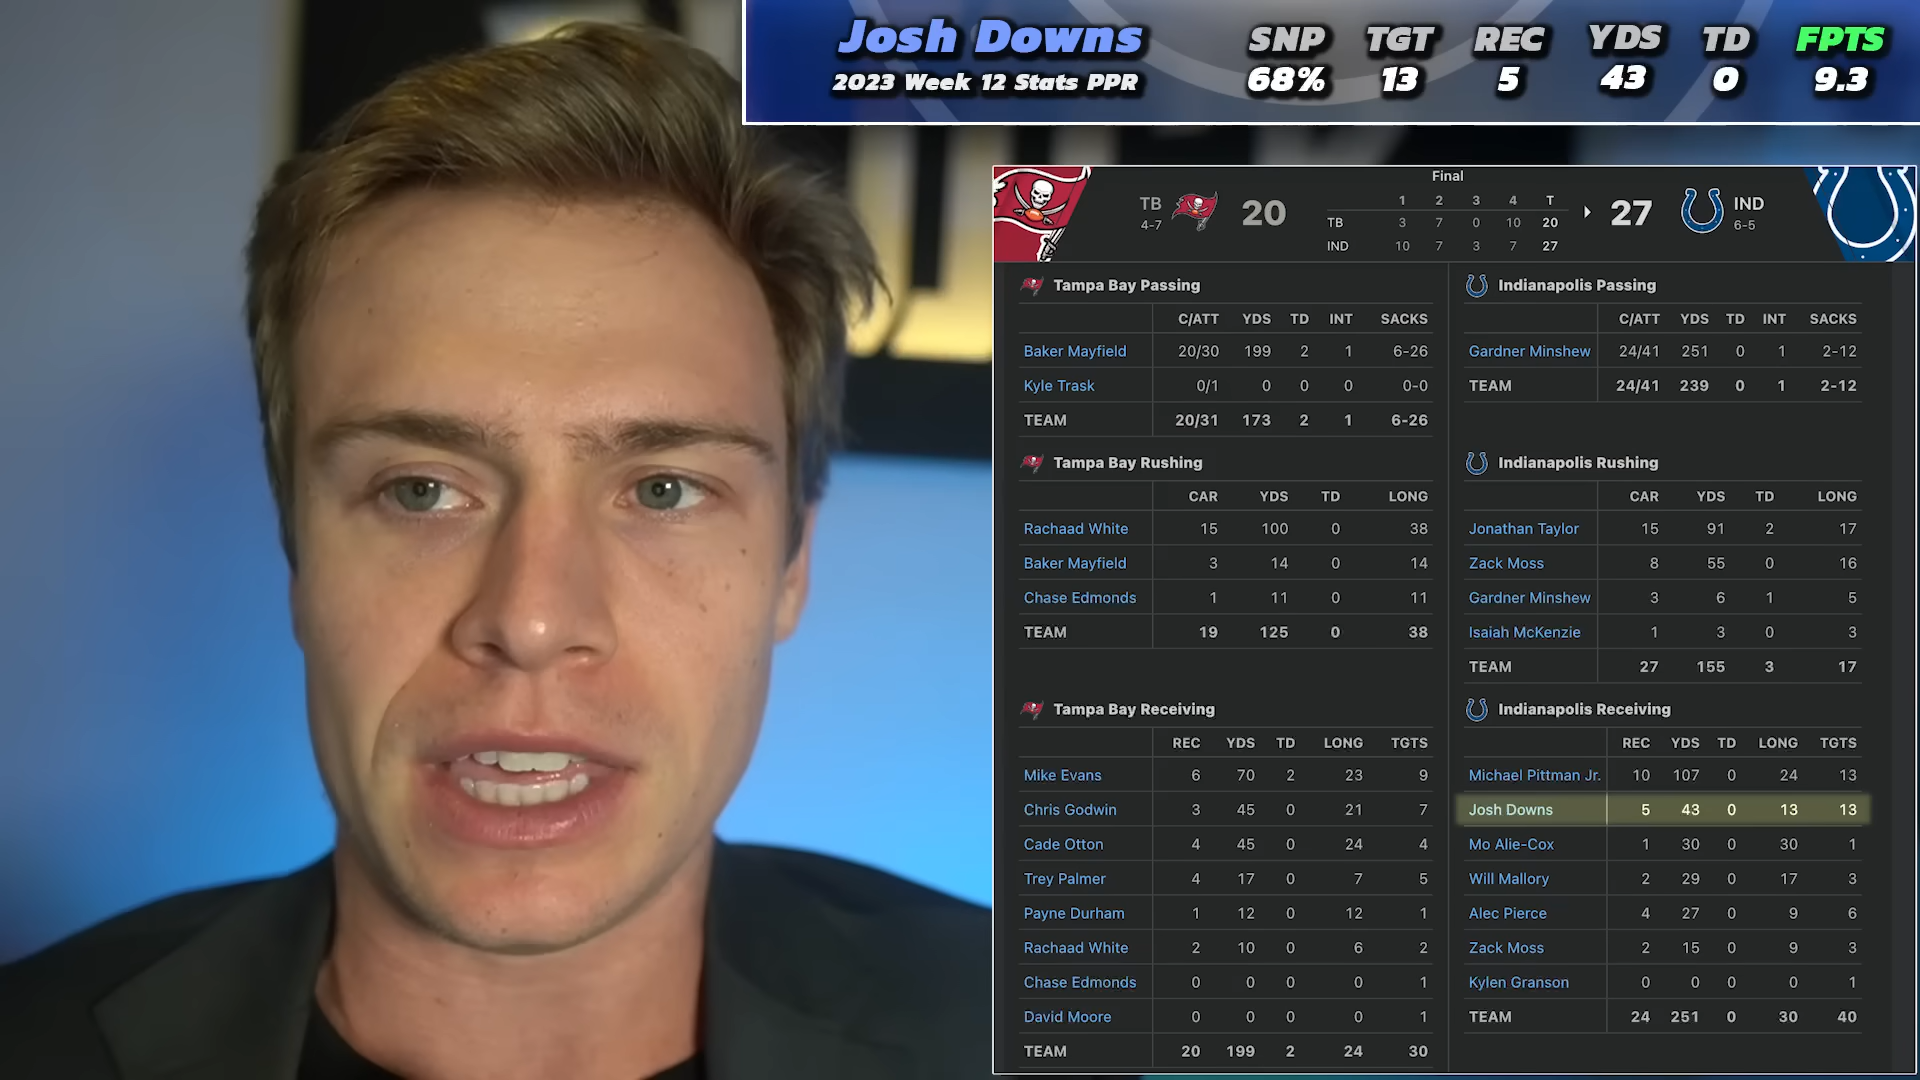 Josh Downs
2023 Week 12 Stats PPR
SNP TGT REC YDS TD FPTS
68% 13 5 43 0 9.3
Final
TB
4-7
20
1 2 3 4 T
TB 3 7 0 10 20
IND 10 7 3 7 27
27
IND
6-5
Tampa Bay Passing
C/ATT YDS TD INT SACKS
Baker Mayfield 20/30 199 2 1 6-26
Kyle Trask 0/1 0 0 0 0-0
TEAM 20/31 173 2 1 6-26
Indianapolis Passing
C/ATT YDS TD INT SACKS
Gardner Minshew 24/41 251 0 1 2-12
TEAM 24/41 239 0 1 2-12
Tampa Bay Rushing
CAR YDS TD LONG
Rachaad White 15 100 0 38
Baker Mayfield 3 14 0 14
Chase Edmonds 1 11 0 11
TEAM 19 125 0 38
Indianapolis Rushing
CAR YDS TD LONG
Jonathan Taylor 15 91 2 17
Zack Moss 8 55 0 16
Gardner Minshew 3 6 1 5
Isaiah McKenzie 1 3 0 3
TEAM 27 155 3 17
Tampa Bay Receiving
REC YDS TD LONG TGTS
Mike Evans 6 70 2 23 9
Chris Godwin 3 45 0 21 7
Cade Otton 4 45 0 24 4
Trey Palmer 4 17 0 7 5
Payne Durham 1 12 0 12 1
Rachaad White 2 10 0 6 2
Chase Edmonds 0 0 0 0 1
David Moore 0 0 0 0 1
TEAM 20 199 2 24 30
Indianapolis Receiving
REC YDS TD LONG TGTS
Michael Pittman Jr. 10 107 0 24 13
Josh Downs 5 43 0 13 13
Mo Alie-Cox 1 30 0 30 1
Will Mallory 2 29 0 17 3
Alec Pierce 4 27 0 9 6
Zack Moss 2 15 0 9 3
Kylen Granson 0 0 0 0 1
TEAM 24 251 0 30 40